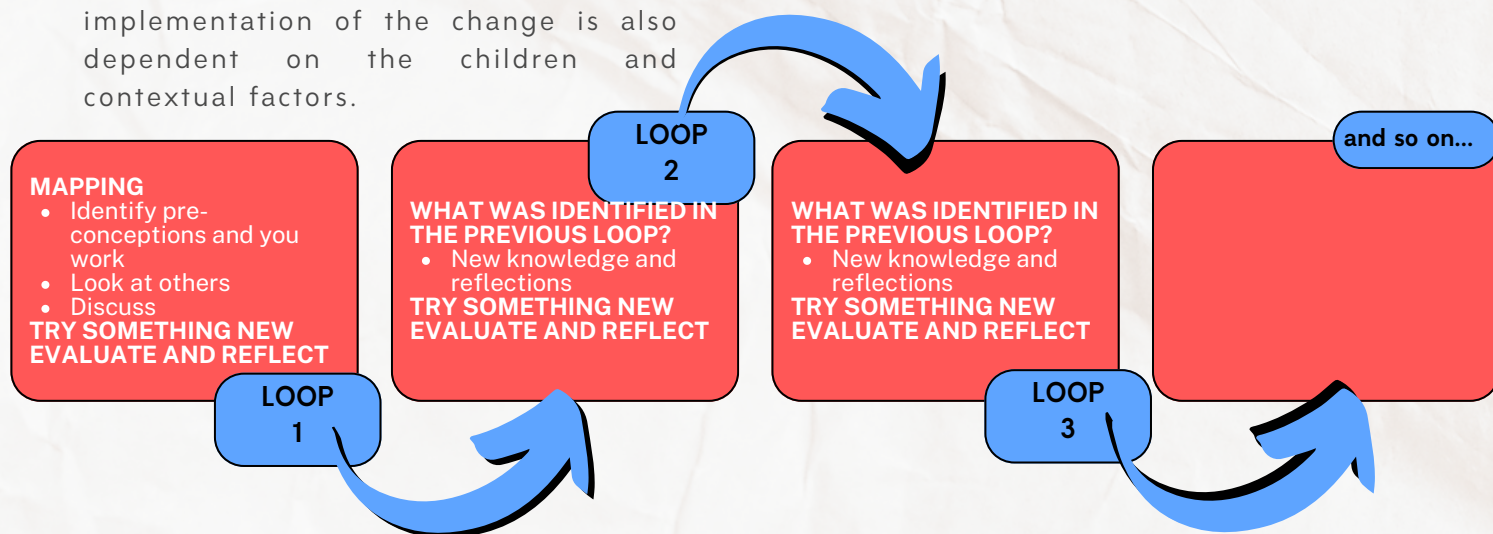 implementation of the change is also
dependent on the children and
contextual factors.
MAPPING
• Identify pre-
conceptions and you
work
• Look at others
• Discuss
TRY SOMETHING NEW
EVALUATE AND REFLECT
LOOP
1
LOOP
2
WHAT WAS IDENTIFIED IN
THE PREVIOUS LOOP?
• New knowledge and
reflections
TRY SOMETHING NEW
EVALUATE AND REFLECT
WHAT WAS IDENTIFIED IN
THE PREVIOUS LOOP?
• New knowledge and
reflections
TRY SOMETHING NEW
EVALUATE AND REFLECT
LOOP
3
and so on...